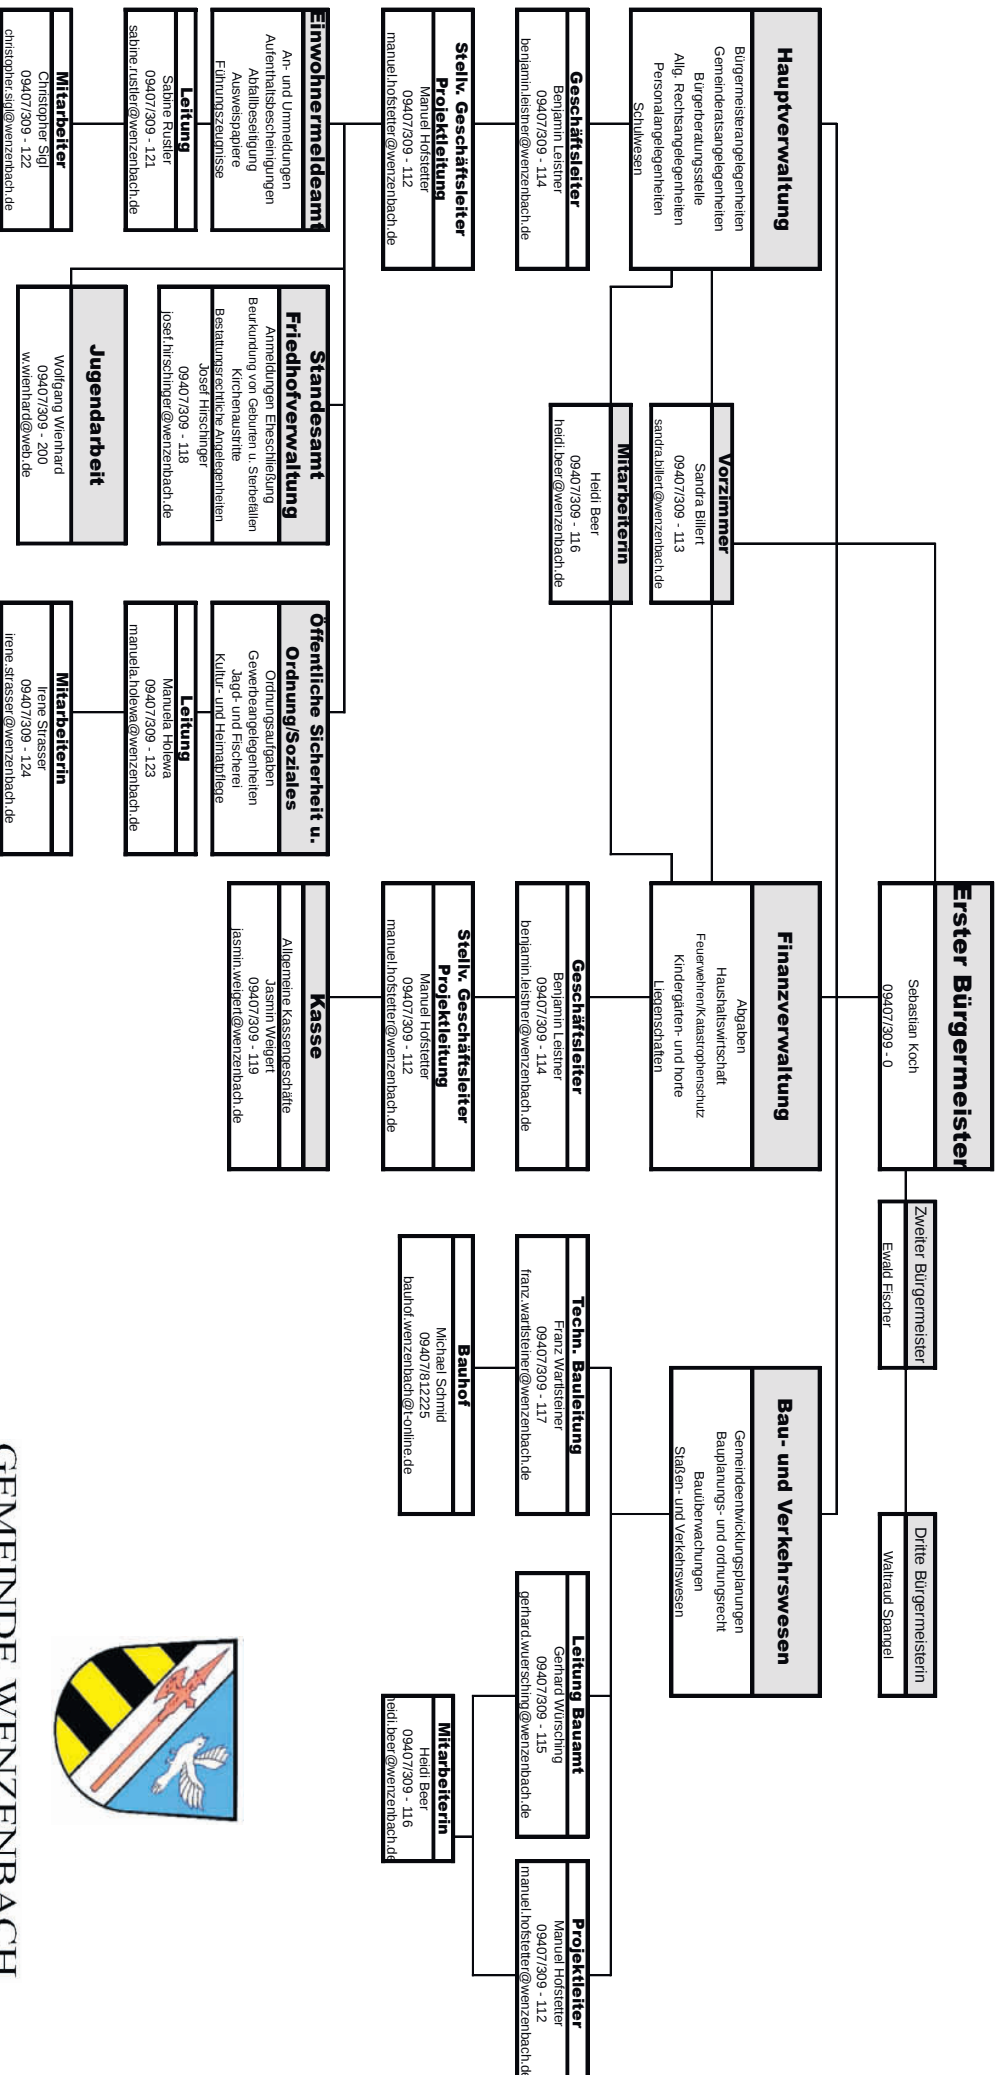 Erster Bürgermeister
Sebastian Koch
09407/309 - 0
Zweiter Bürgermeister
Ewald Fischer
Dritte Bürgermeisterin
Waltraud Spangel
Hauptverwaltung
Bürgermeisterangelegenheiten
Gemeinderatsangelegenheiten
Bürgerberatungsstelle
Allg. Rechtsangelegenheiten
Personalangelegenheiten
Schulwesen
Vorzimmer
Sandra Billert
09407/309 - 113
sandra.billert@wenzenbach.de
Mitarbeiterin
Heidi Beer
09407/309 - 116
heidi.beer@wenzenbach.de
Finanzverwaltung
Abgaben
Haushaltswirtschaft
Feuerwehren/Katastrophenschutz
Kindergärten- und horte
Liegenschaften
Bau- und Verkehrswesen
Gemeindeentwicklungsplanungen
Bauplanungs- und ordnungsrecht
Bauüberwachungen
Staßen- und Verkehrswesen
Geschäftsleiter
Benjamin Leistner
09407/309 - 114
benjamin.leistner@wenzenbach.de
Geschäftsleiter
Benjamin Leistner
09407/309 - 114
benjamin.leistner@wenzenbach.de
Techn. Bauleitung
Franz Wartlsteiner
09407/309 - 117
franz.wartlsteiner@wenzenbach.de
Leitung Bauamt
Gerhard Würsching
09407/309 - 115
gerhard.wuersching@wenzenbach.de
Projektleiter
Manuel Hofstetter
09407/309 - 112
manuel.hofstetter@wenzenbach.de
Stellv. Geschäftsleiter
Projektleitung
Manuel Hofstetter
09407/309 - 112
manuel.hofstetter@wenzenbach.de
Stellv. Geschäftsleiter
Projektleitung
Manuel Hofstetter
09407/309 - 112
manuel.hofstetter@wenzenbach.de
Bauhof
Michael Schmid
09407/812225
bauhof.wenzenbach@t-online.de
Mitarbeiterin
Heidi Beer
09407/309 - 116
heidi.beer@wenzenbach.de
Einwohnermeldeamt
An- und Ummeldungen
Aufenthaltsbescheinigungen
Abfallbeseitigung
Ausweispapiere
Führungszeugnisse
Standesamt
Friedhofverwaltung
Anmeldungen Eheschließung
Beurkundung von Geburten u. Sterbefällen
Kirchenaustritte
Bestattungsrechtliche Angelegenheiten
Josef Hirschinger
09407/309 - 118
josef.hirschinger@wenzenbach.de
Öffentliche Sicherheit u.
Ordnung/Soziales
Ordnungsaufgaben
Gewerbeangelegenheiten
Jagd- und Fischerei
Kultur- und Heimatpflege
Kasse
Allgemeine Kassengeschäfte
Jasmin Weigert
09407/309 - 119
jasmin.weigert@wenzenbach.de
Leitung
Sabine Rustler
09407/309 - 121
sabine.rustler@wenzenbach.de
Leitung
Manuela Holewa
09407/309 - 123
manuela.holewa@wenzenbach.de
Jugendarbeit
Wolfgang Wienhard
09407/309 - 200
w.wienhard@web.de
Mitarbeiter
Christopher Sigl
09407/309 - 122
christopher.sigl@wenzenbach.de
Mitarbeiterin
Irene Strasser
09407/309 - 124
irene.strasser@wenzenbach.de
GEMEINDE WENZENBACH